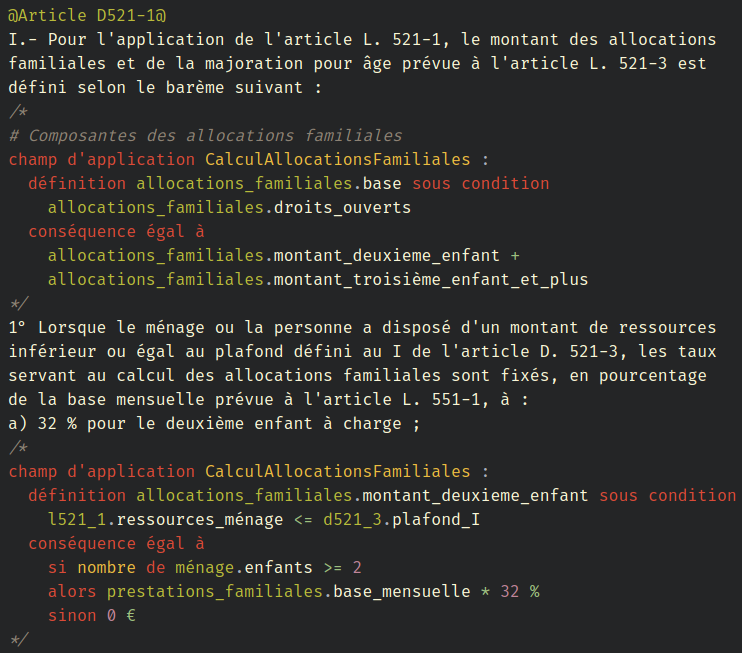 @Article D521-1@
I.- Pour l'application de l'article L. 521-1, le montant des allocations
familiales et de la majoration pour âge prévue à l'article L. 521-3 est
défini selon le barème suivant :
/*
# Composantes des allocations familiales
champ d'application CalculAllocationsFamiliales :
  définition allocations_familiales.base sous condition
    allocations_familiales.droits_ouverts
  conséquence égal à
    allocations_familiales.montant_deuxieme_enfant +
    allocations_familiales.montant_troisième_enfant_et_plus
*/
1° Lorsque le ménage ou la personne a disposé d'un montant de ressources
inférieur ou égal au plafond défini au I de l'article D. 521-3, les taux
servant au calcul des allocations familiales sont fixés, en pourcentage
de la base mensuelle prévue à l'article L. 551-1, à :
a) 32 % pour le deuxième enfant à charge ;
/*
champ d'application CalculAllocationsFamiliales :
  définition allocations_familiales.montant_deuxieme_enfant sous condition
    l521_1.ressources_ménage <= d521_3.plafond_I
  conséquence égal à
    si nombre de ménage.enfants >= 2
    alors prestations_familiales.base_mensuelle * 32 %
    sinon 0 €
*/